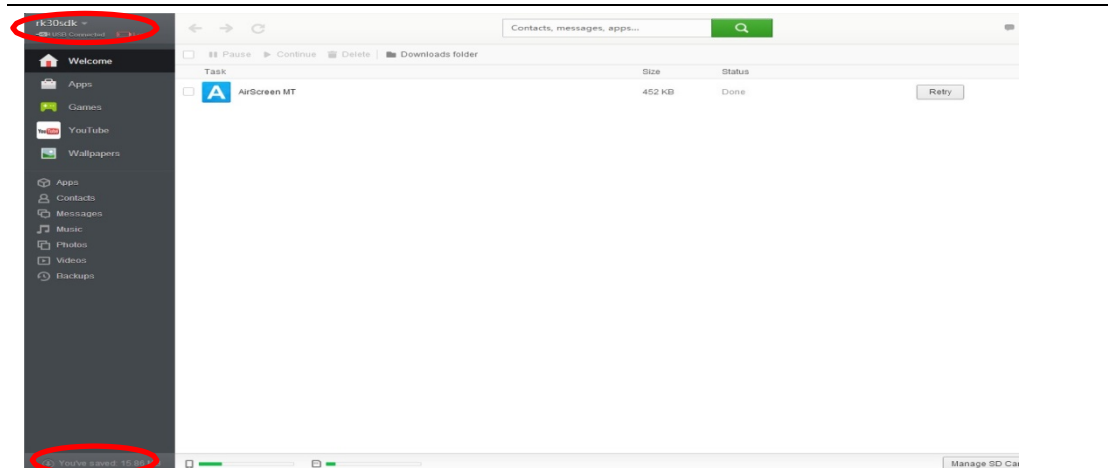 rk30sdk
USB Connected
Contacts, messages, apps...
Welcome
Pause Continue Delete Downloads folder
Task Size Status
Apps
AirScreen MT 452 KB Done Retry
Games
YouTube
Wallpapers
Apps
Contacts
Messages
Music
Photos
Videos
Backups
You've saved: 15.86
Manage SD Ca